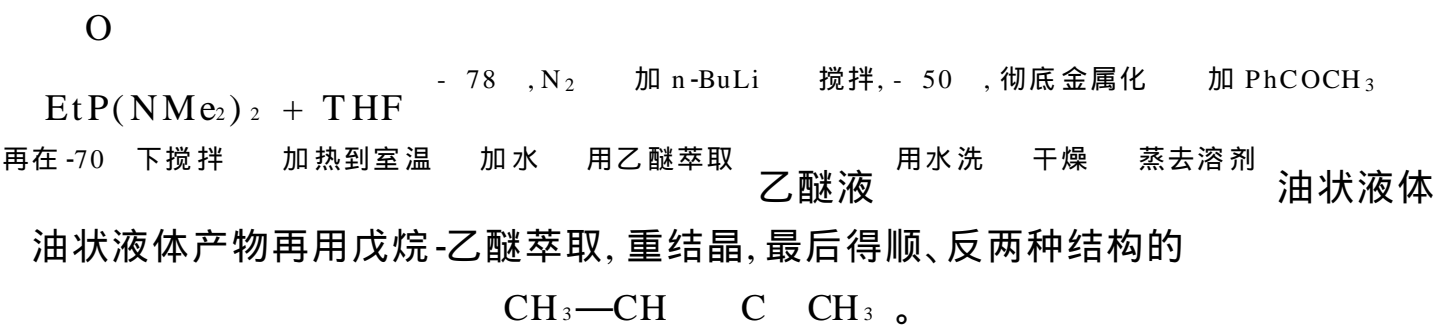 O
EtP(NMe₂)₂ + THF - 78 , N₂ 加 n-BuLi 搅拌, - 50 , 彻底金属化 加 PhCOCH₃
再在 -70 下搅拌 加热到室温 加水 用乙醚萃取 乙醚液 用水洗 干燥 蒸去溶剂 油状液体
油状液体产物再用戊烷-乙醚萃取, 重结晶, 最后得顺、反两种结构的
CH₃—CH C CH₃ 。